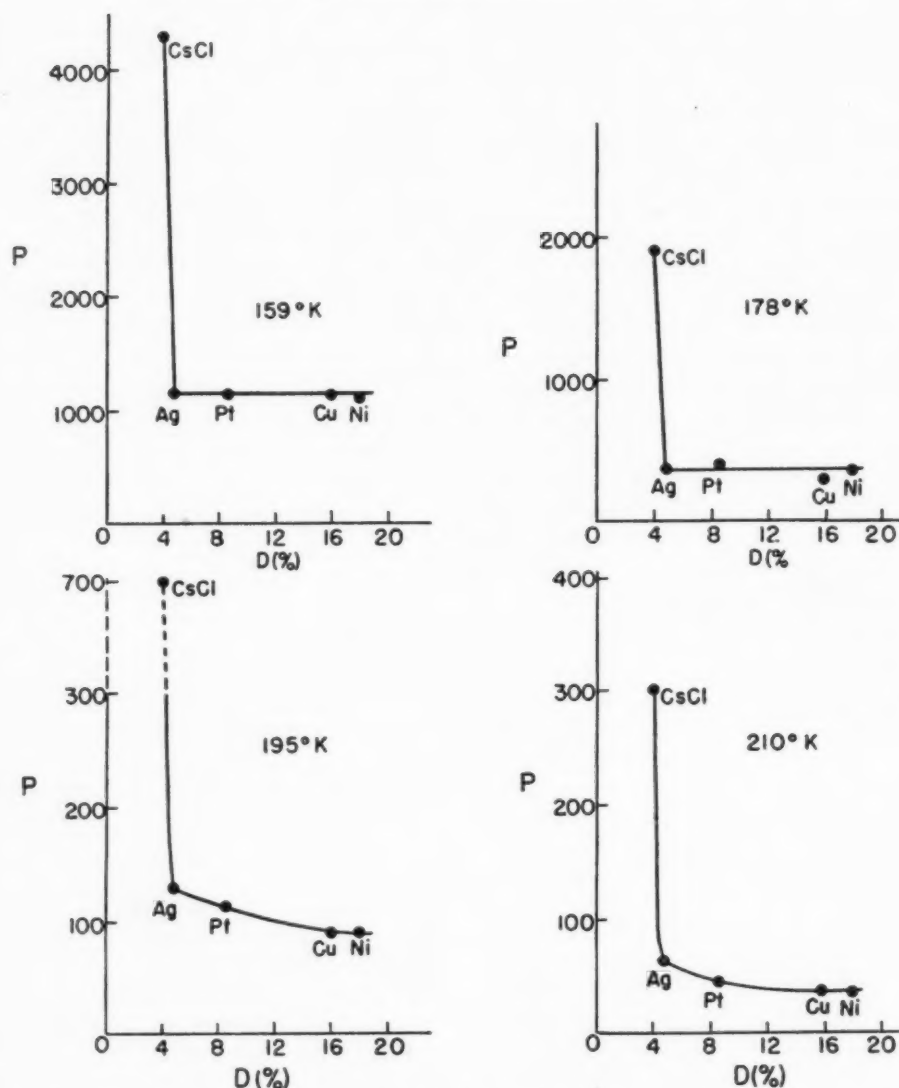 4000
3000
2000
1000
0 4 8 12 16 20
P
D(%)
159°K
CsCl
Ag Pt Cu Ni
2000
1000
0 4 8 12 16 20
P
D(%
178°K
CsCl
Ag Pt Cu Ni
700
300
200
100
0 4 8 12 16 20
P
D(%)
195°K
CsCl
Ag Pt Cu Ni
400
300
200
100
0 4 8 12 16 20
P
D(%)
210°K
CsCl
Ag Pt Cu Ni